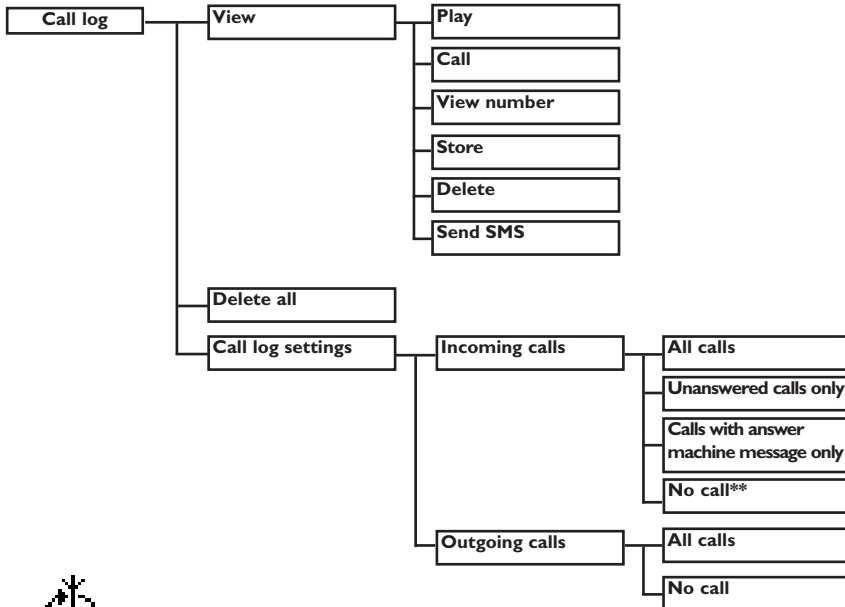 Call log
View
Play
Call
View number
Store
Delete
Send SMS
Delete all
Call log settings
Incoming calls
All calls
Unanswered calls only
Calls with answer
machine message only
No call**
Outgoing calls
All calls
No call